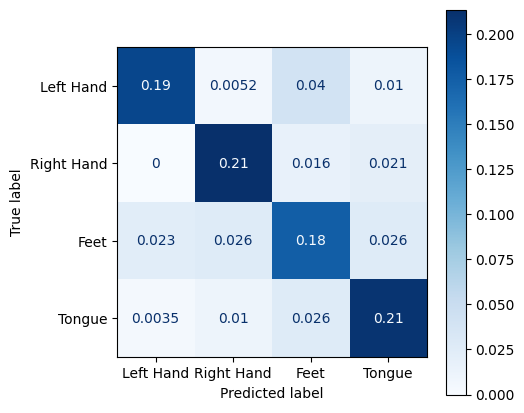 0.200
Left Hand 0.19 0.0052 0.04 0.01
0.175
0.150
Right Hand 0 0.21 0.016 0.021
0.125
True label
0.100
Feet 0.023 0.026 0.18 0.026
0.075
0.050
Tongue 0.0035 0.01 0.026 0.21
0.025
0.000
Left Hand Right Hand Feet Tongue
Predicted label